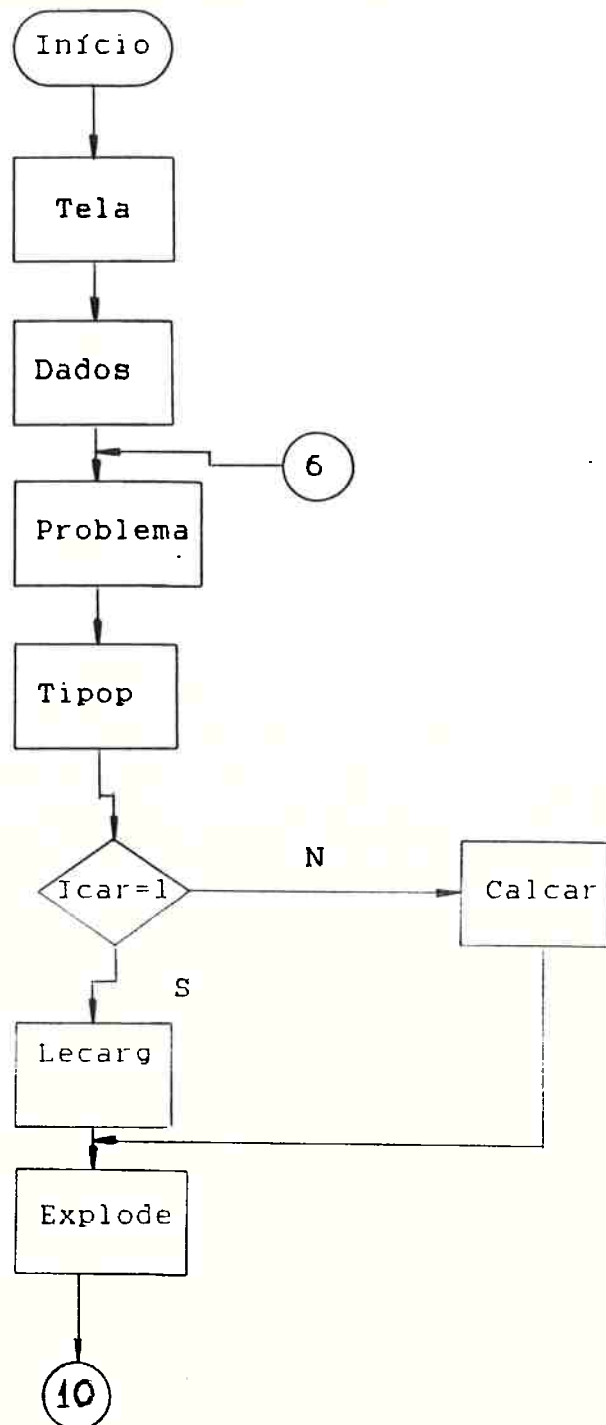 Início
Tela
Dados
6
Problema
Tipop
Icar=1
N
Calcar
S
Lecarg
Explode
10